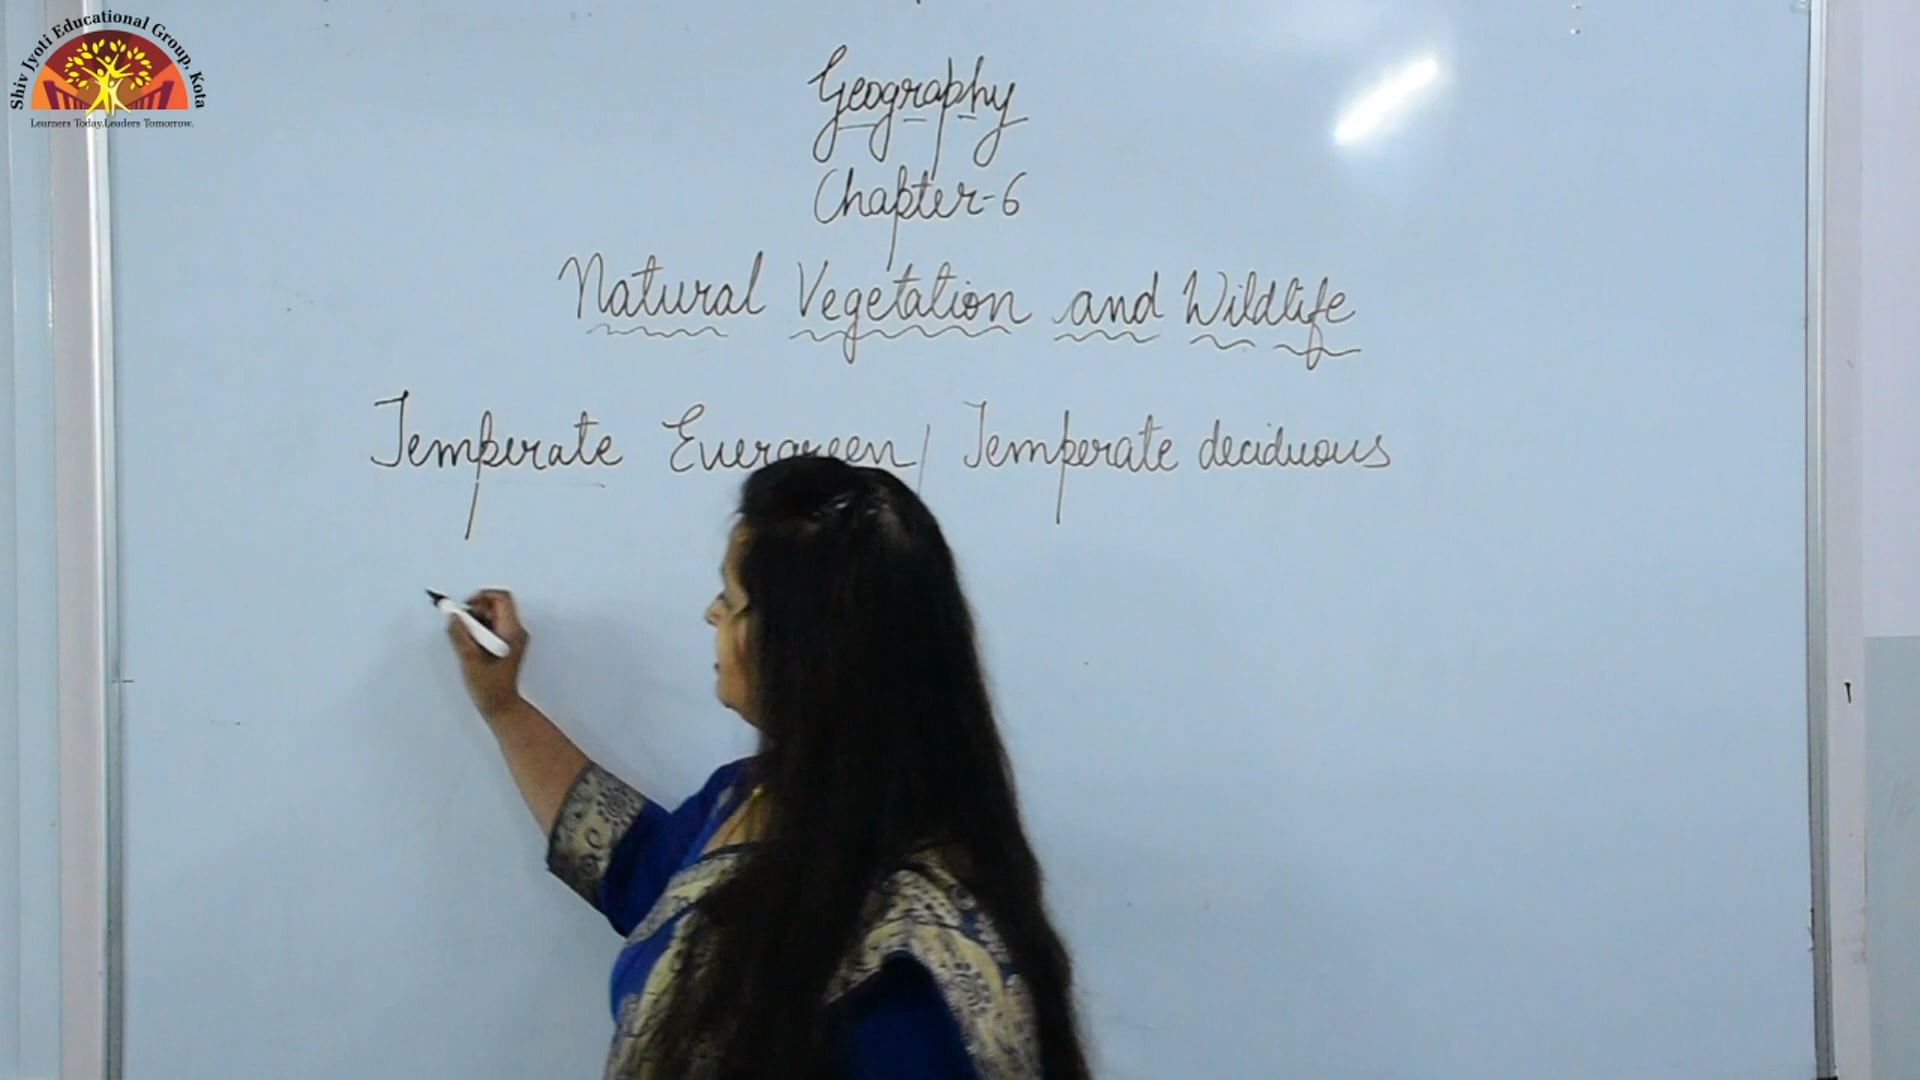 Shiv Jyoti Educational Group, Kota
Learners Today.Leaders Tomorrow.
Geography
Chapter-6
Natural Vegetation and Wildlife
Temperate Evergreen/ Temperate deciduous